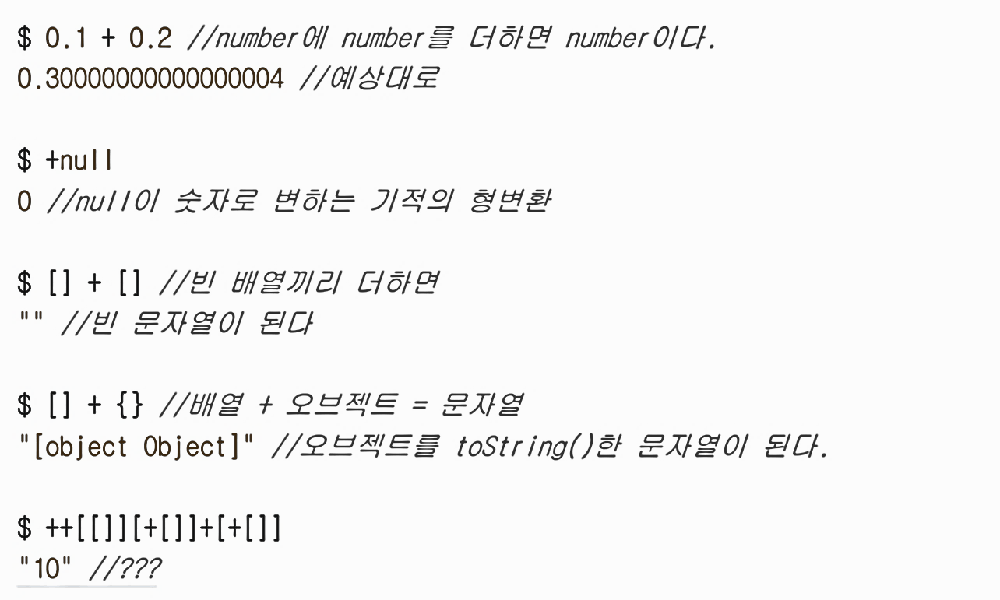 $ 0.1 + 0.2 //number에 number를 더하면 number이다.
0.30000000000000004 //예상대로
$ +null
0 //null이 숫자로 변하는 기적의 형변환
$ [] + [] //빈 배열끼리 더하면
"" //빈 문자열이 된다
$ [] + {} //배열 + 오브젝트 = 문자열
"[object Object]" //오브젝트를 toString()한 문자열이 된다.
$ ++[[]][+[]]+[+[]]
"10" //???